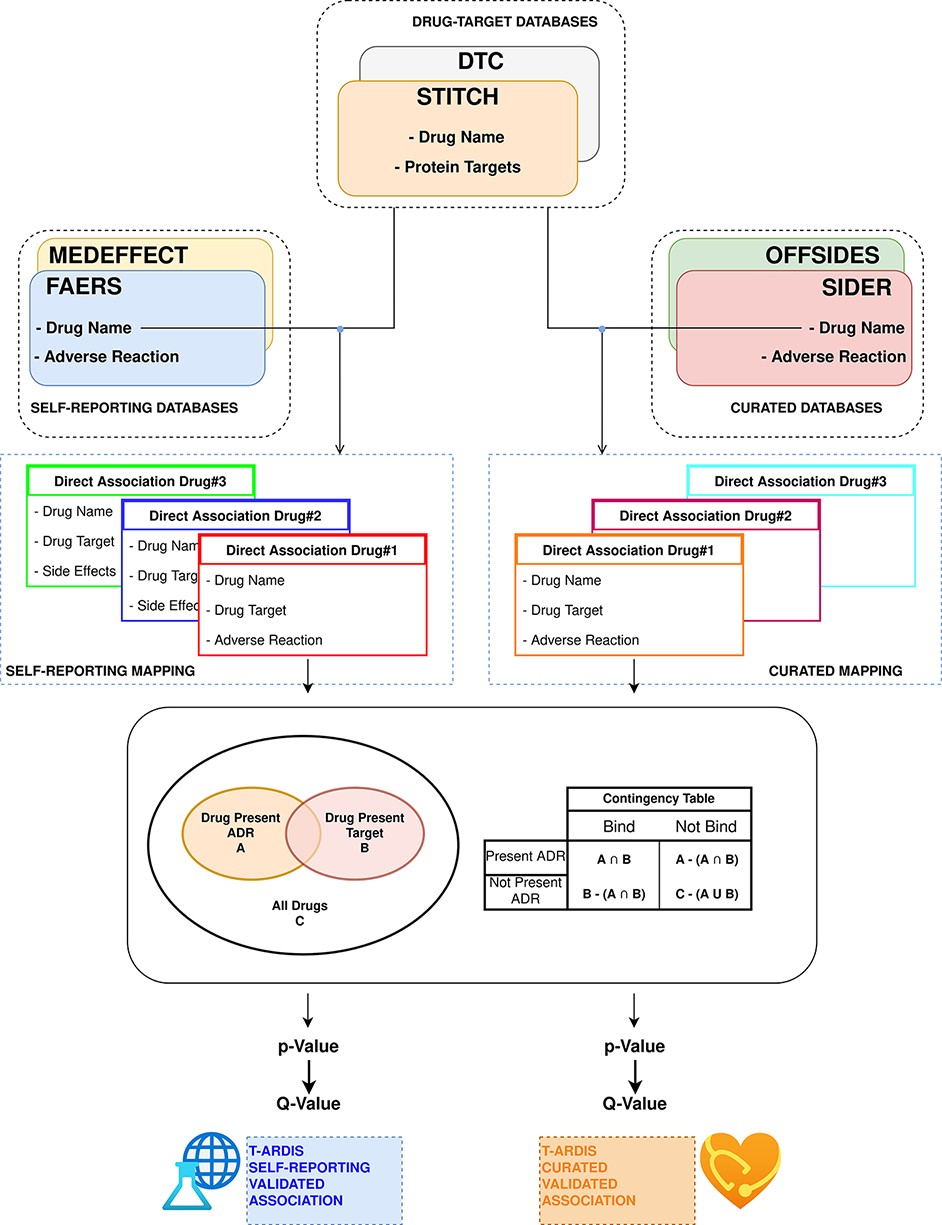 DRUG-TARGET DATABASES
DTC
STITCH
- Drug Name
- Protein Targets
MEDEFFECT
FAERS
- Drug Name
- Adverse Reaction
SELF-REPORTING DATABASES
OFFSIDES
SIDER
- Drug Name
- Adverse Reaction
CURATED DATABASES
Direct Association Drug#3
- Drug Name
- Drug Target
- Side Effects
Direct Association Drug#2
- Drug Nam
- Drug Targ
- Side Effec
Direct Association Drug#1
- Drug Name
- Drug Target
- Adverse Reaction
SELF-REPORTING MAPPING
Direct Association Drug#3
Direct Association Drug#2
Direct Association Drug#1
- Drug Name
- Drug Target
- Adverse Reaction
CURATED MAPPING
Drug Present
ADR
A
Drug Present
Target
B
All Drugs
C
Contingency Table
Bind Not Bind
Present ADR A ∩ B A - (A ∩ B)
Not Present
ADR B - (A ∩ B) C - (A U B)
p-Value
Q-Value
p-Value
Q-Value
T-ARDIS
SELF-REPORTING
VALIDATED
ASSOCIATION
T-ARDIS
CURATED
VALIDATED
ASSOCIATION